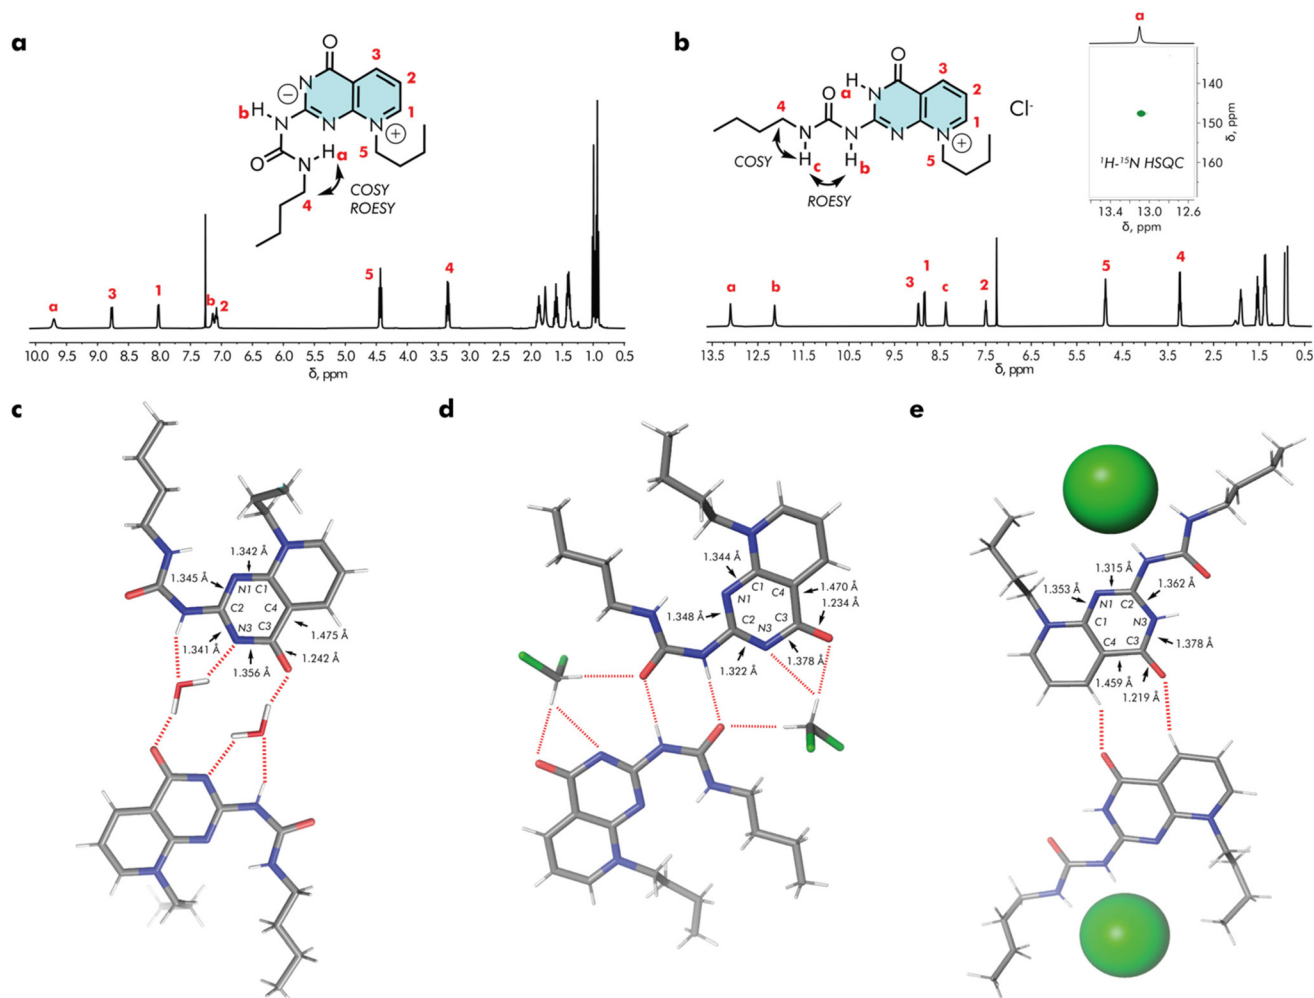 a
O
3
N
⊖
2
b
H
N
N
1
N
⊕
O
N
H
a
5
4
COSY
ROESY
a
3
1
b
2
5
4
10.0 9.5 9.0 8.5 8.0 7.5 7.0 6.5 6.0 5.5 5.0 4.5 4.0 3.5 3.0 2.5 2.0 1.5 1.0 0.5
δ, ppm
b
O
3
H
a
N
2
O
4
1
N
N
N
N
⊕
Cl-
COSY
H
c
H
b
5
ROESY
a
140
150
160
δ, ppm
1H-15N HSQC
13.4 13.0 12.6
δ, ppm
a
b
3
1
c
2
5
4
13.5 12.5 11.5 10.5 9.5 8.5 7.5 6.5 5.5 4.5 3.5 2.5 1.5 0.5
δ, ppm
c
1.342 Å
1.345 Å
N1
C1
C2
C4
N3
C3
1.341 Å
1.475 Å
1.356 Å
1.242 Å
d
1.344 Å
C1
N1
C4
1.470 Å
1.348 Å
C2
C3
1.234 Å
N3
1.322 Å
1.378 Å
e
1.315 Å
1.353 Å
1.362 Å
N1
C2
C1
N3
C4
C3
1.378 Å
1.459 Å
1.219 Å